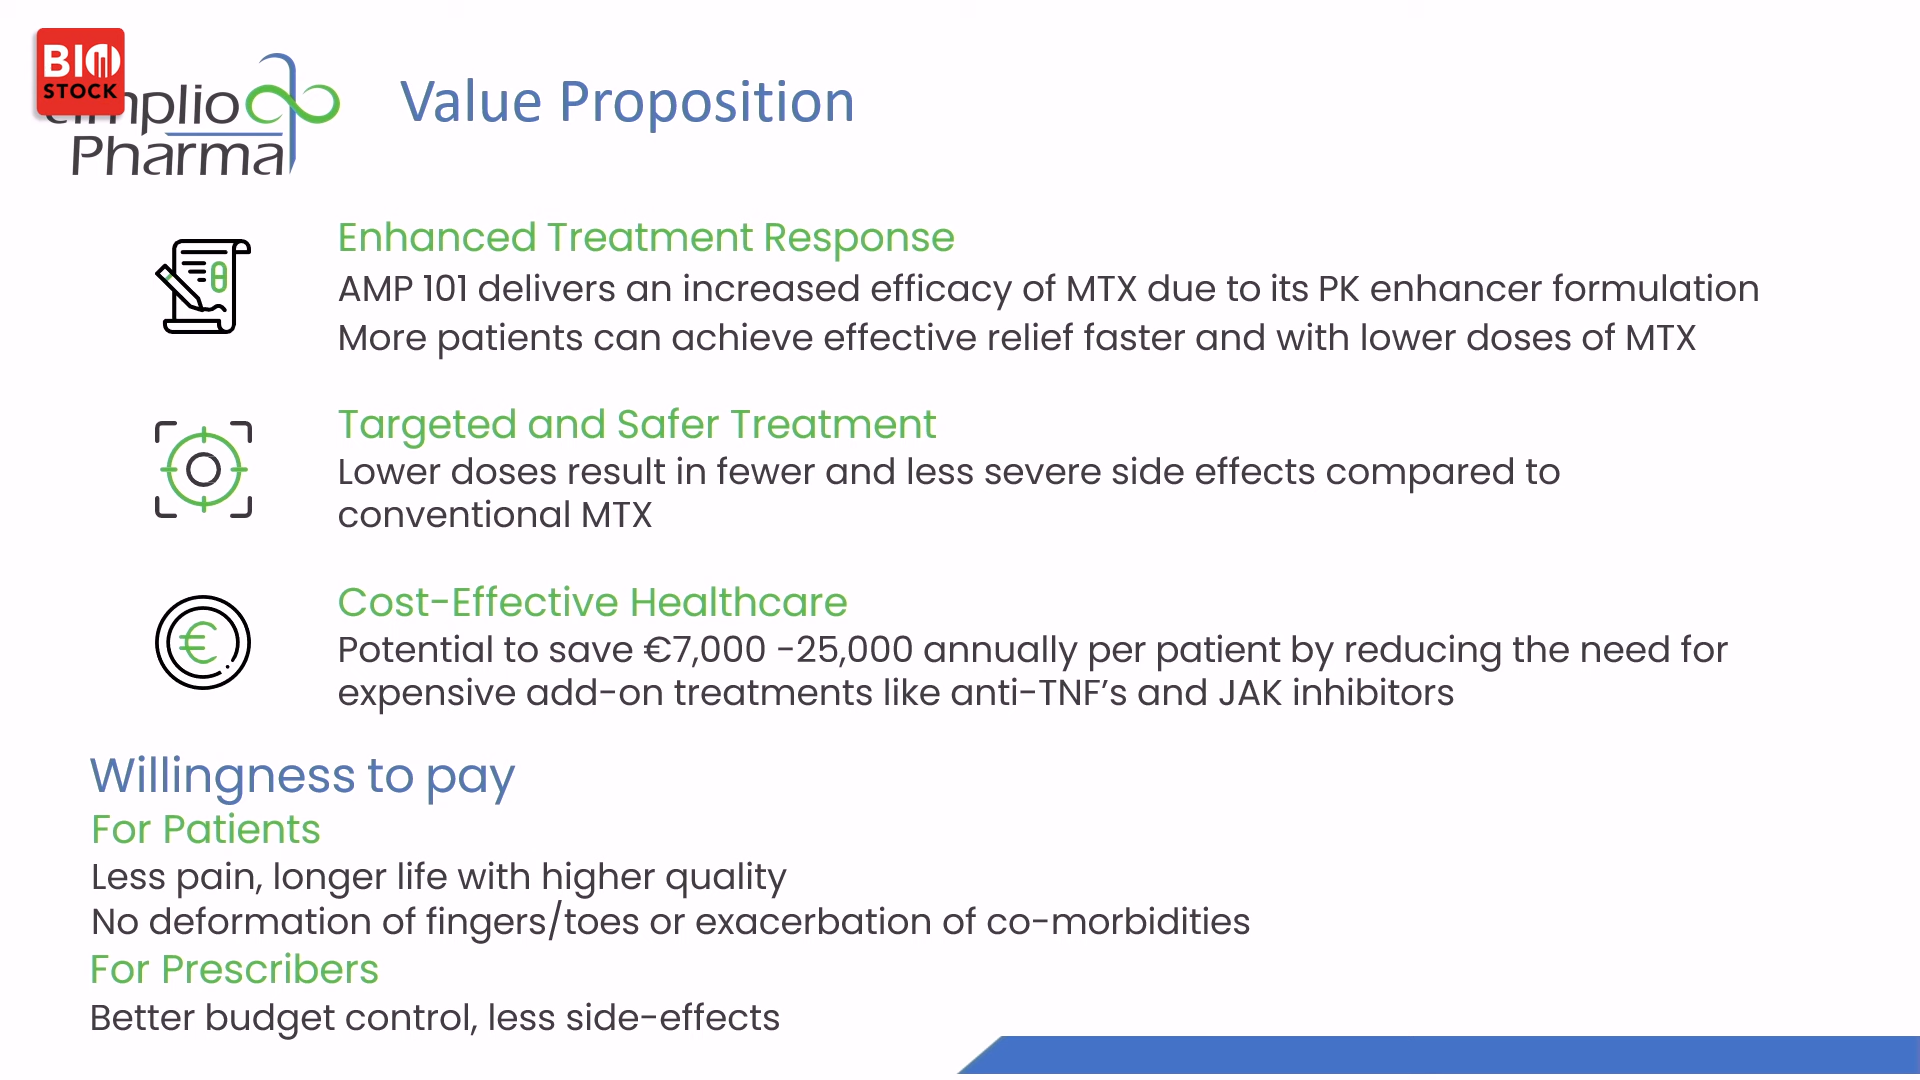 BIO
STOCK
Pharma
Value Proposition
Enhanced Treatment Response
AMP 101 delivers an increased efficacy of MTX due to its PK enhancer formulation
More patients can achieve effective relief faster and with lower doses of MTX
Targeted and Safer Treatment
Lower doses result in fewer and less severe side effects compared to
conventional MTX
€
Cost-Effective Healthcare
Potential to save €7,000 -25,000 annually per patient by reducing the need for
expensive add-on treatments like anti-TNF’s and JAK inhibitors
Willingness to pay
For Patients
Less pain, longer life with higher quality
No deformation of fingers/toes or exacerbation of co-morbidities
For Prescribers
Better budget control, less side-effects